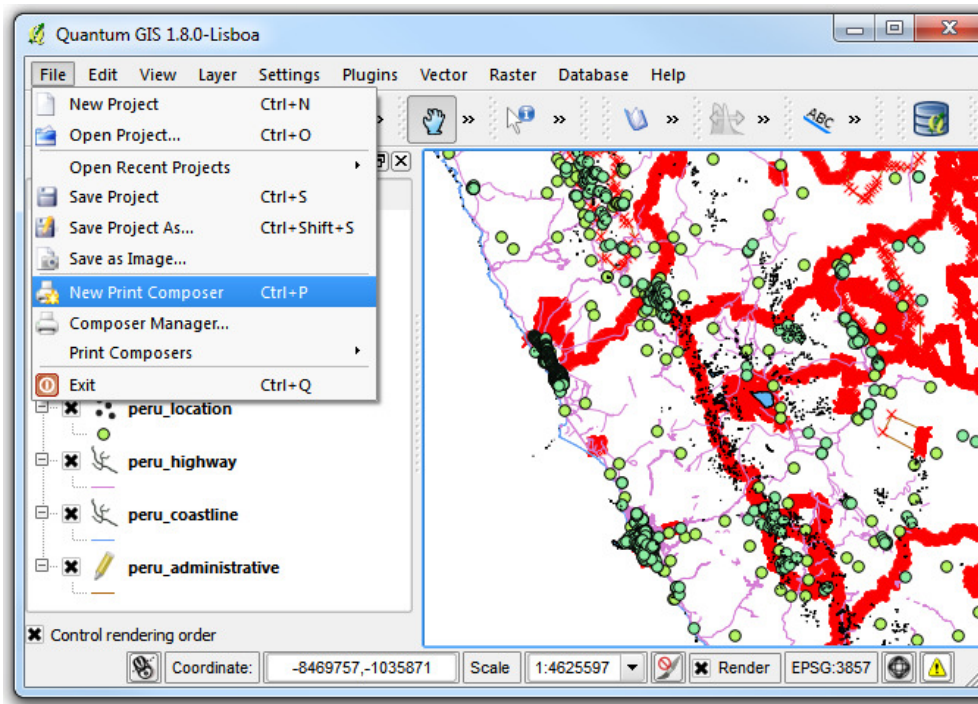 Quantum GIS 1.8.0-Lisboa
File Edit View Layer Settings Plugins Vector Raster Database Help
New Project Ctrl+N
Open Project... Ctrl+O
Open Recent Projects
Save Project Ctrl+S
Save Project As... Ctrl+Shift+S
Save as Image...
New Print Composer Ctrl+P
Composer Manager...
Print Composers
Exit Ctrl+Q
ABC
peru_location
peru_highway
peru_coastline
peru_administrative
Control rendering order
Coordinate: -8469757,-1035871 Scale 1:4625597 Render EPSG:3857